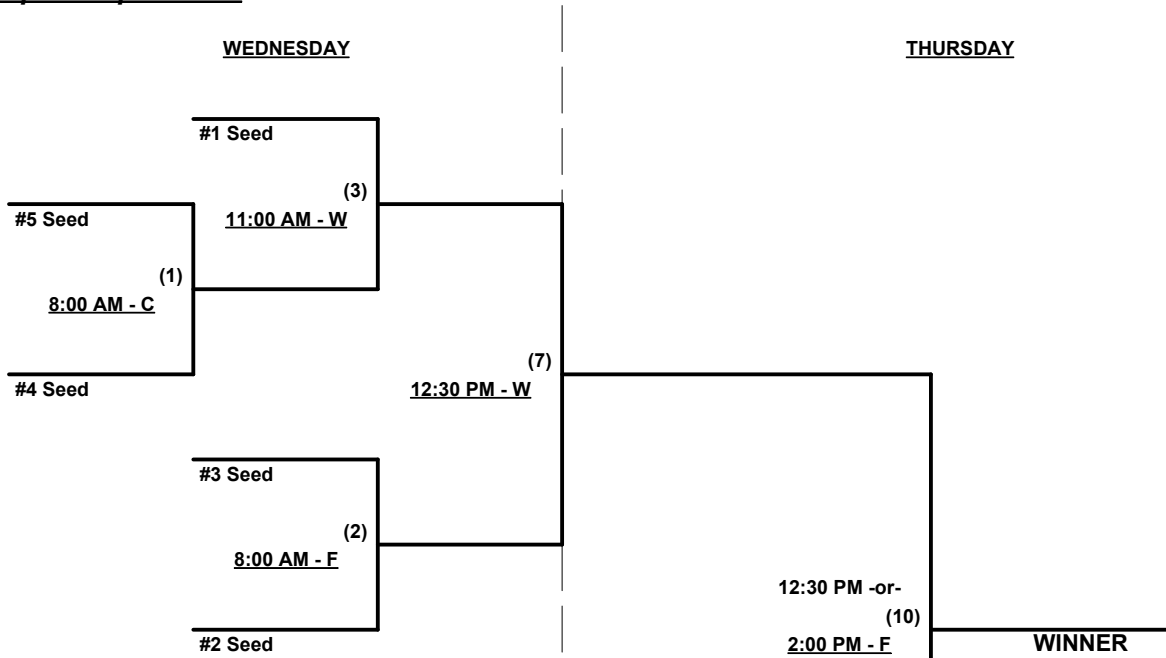 WEDNESDAY
THURSDAY
#1 Seed
(3)
#5 Seed
11:00 AM - W
(1)
8:00 AM - C
(7)
#4 Seed
12:30 PM - W
#3 Seed
(2)
8:00 AM - F
12:30 PM -or-
(10)
#2 Seed
2:00 PM - F
WINNER